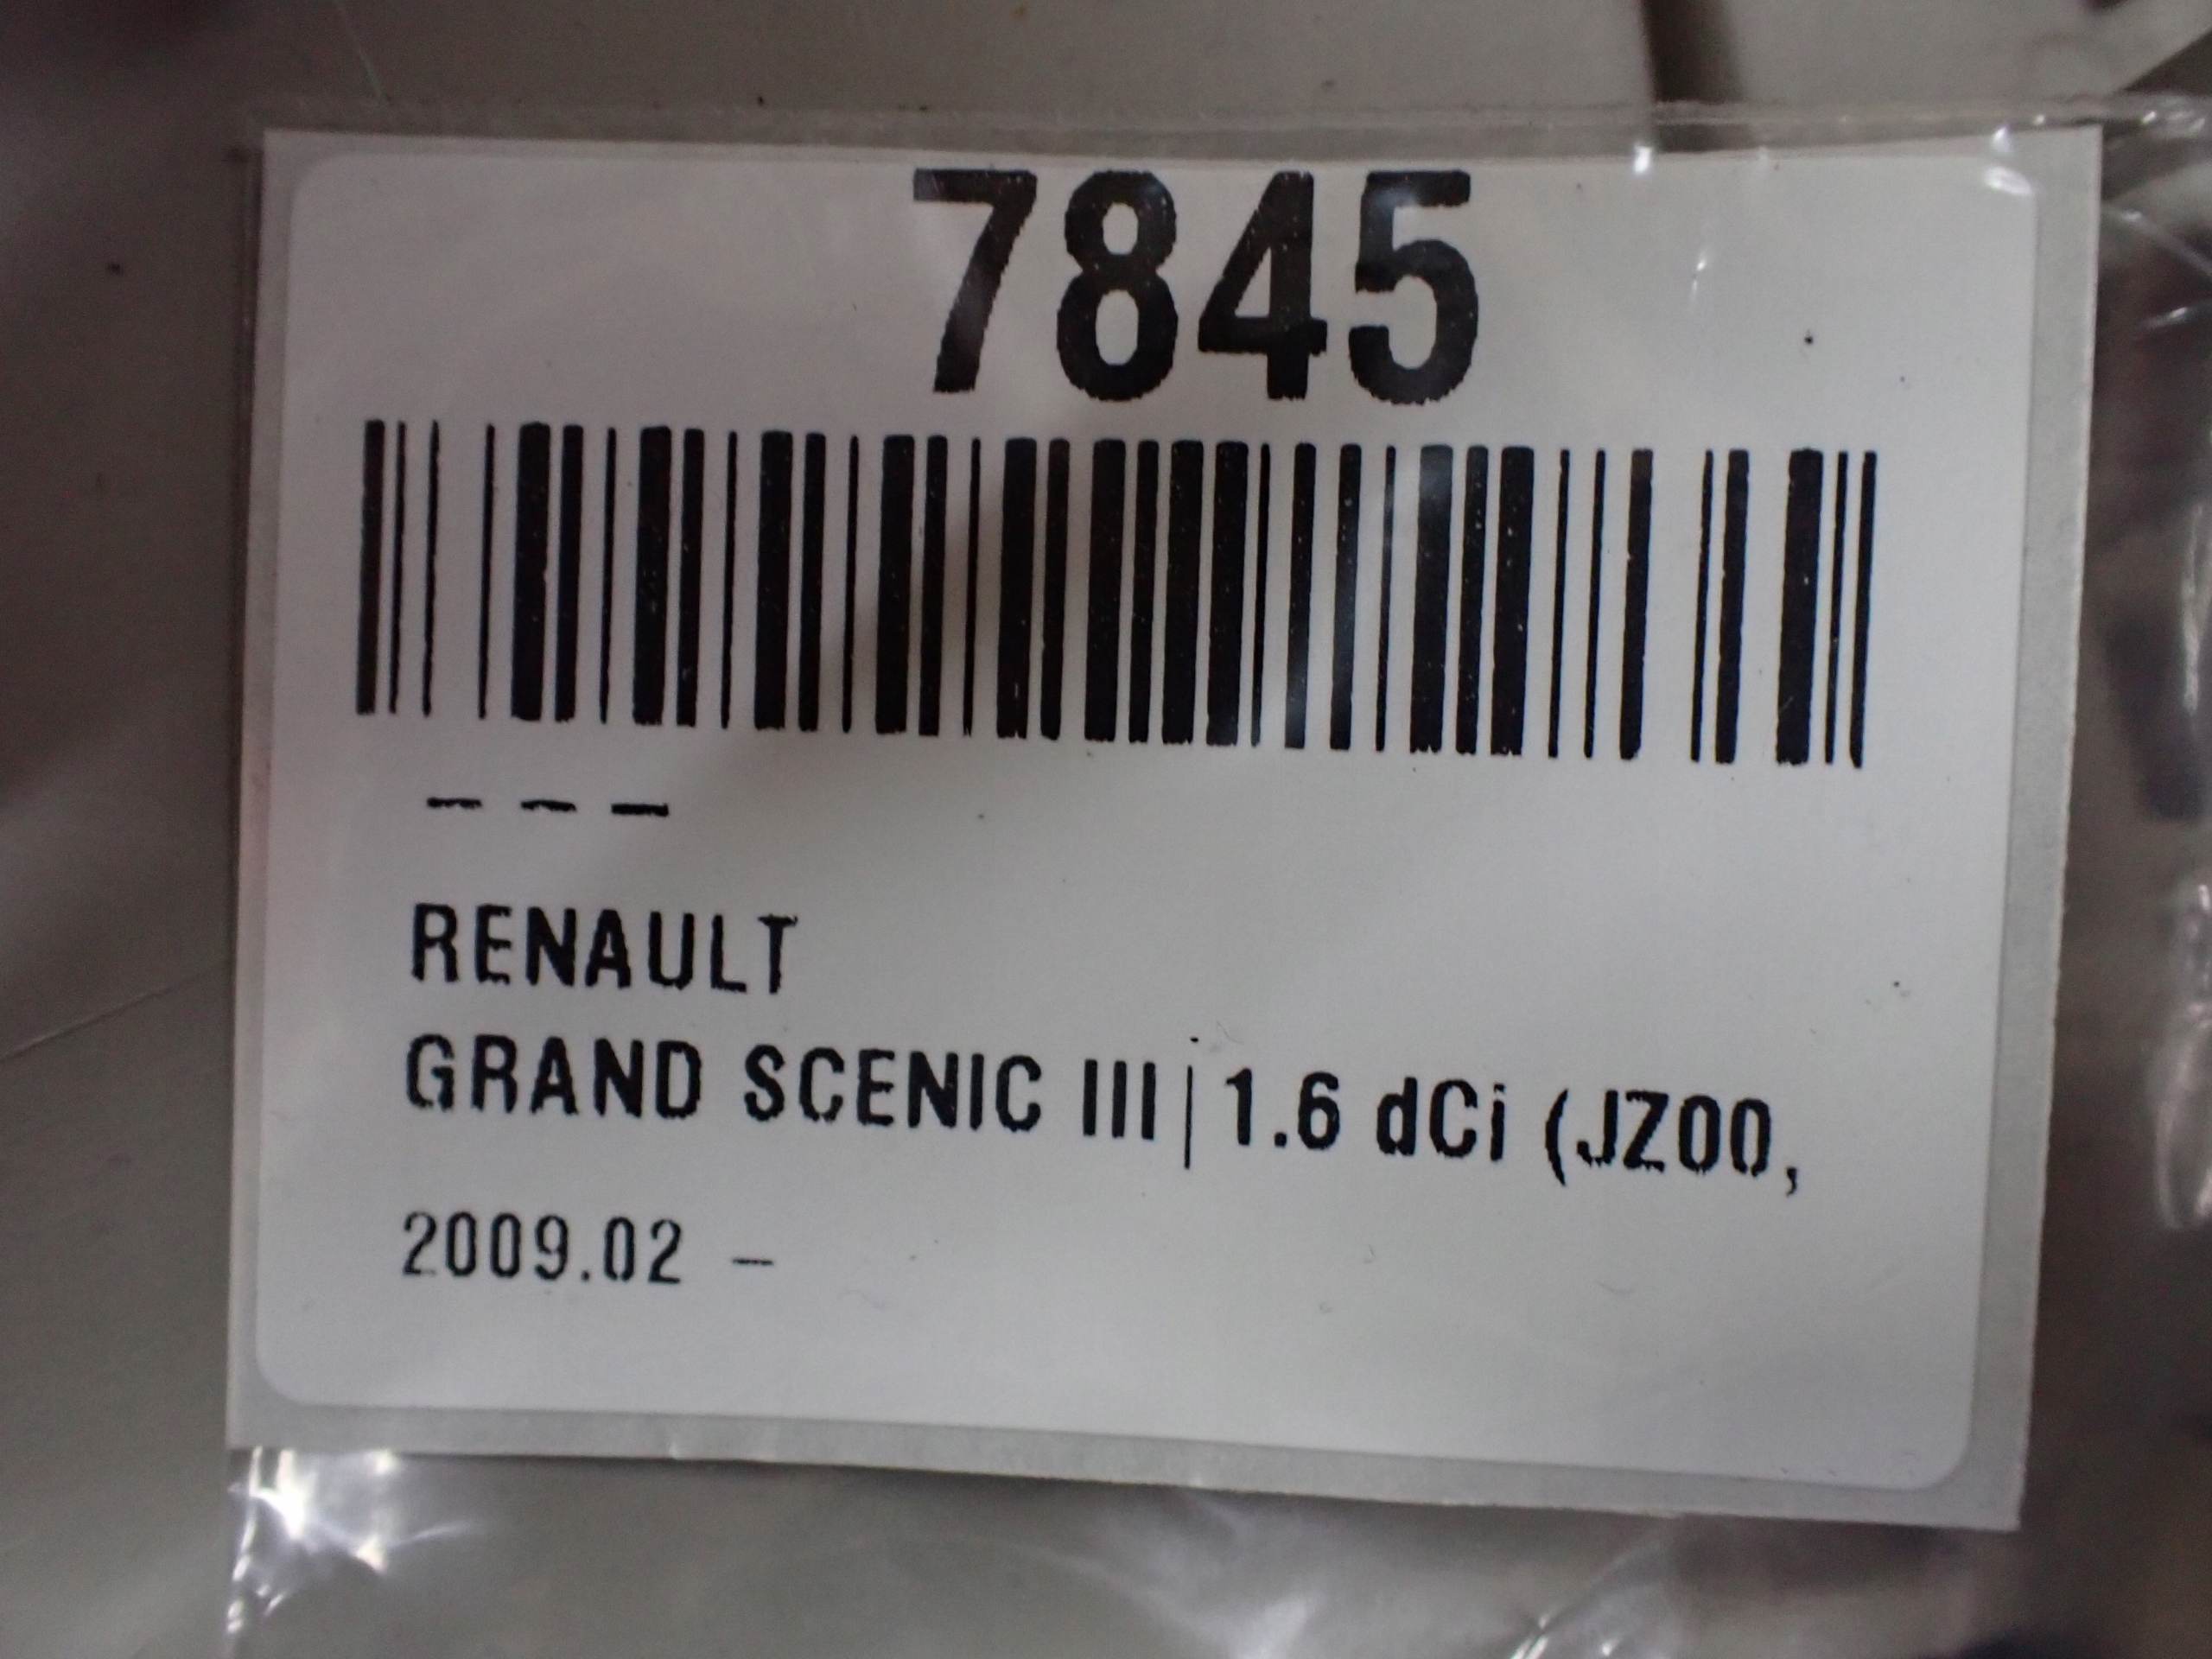 7845
- - -
RENAULT
GRAND SCENIC III | 1.6 dCi (JZ00,
2009.02 -